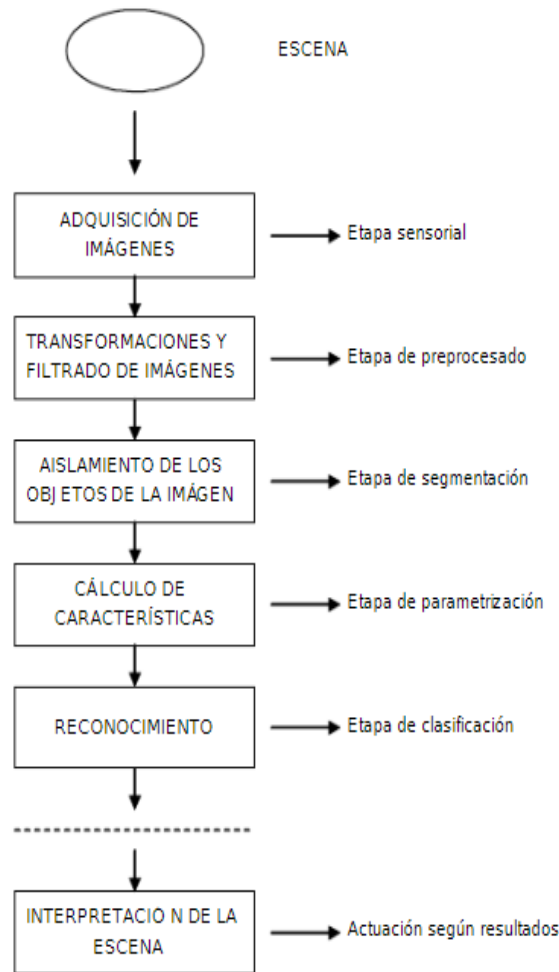 ESCENA
ADQUISICIÓN DE
IMÁGENES
Etapa sensorial
TRANSFORMACIONES Y
FILTRADO DE IMÁGENES
Etapa de preprocesado
AISLAMIENTO DE LOS
OBJETOS DE LA IMÁGEN
Etapa de segmentación
CÁLCULO DE
CARACTERÍSTICAS
Etapa de parametrización
RECONOCIMIENTO
Etapa de clasificación
INTERPRETACIO N DE LA
ESCENA
Actuación según resultados